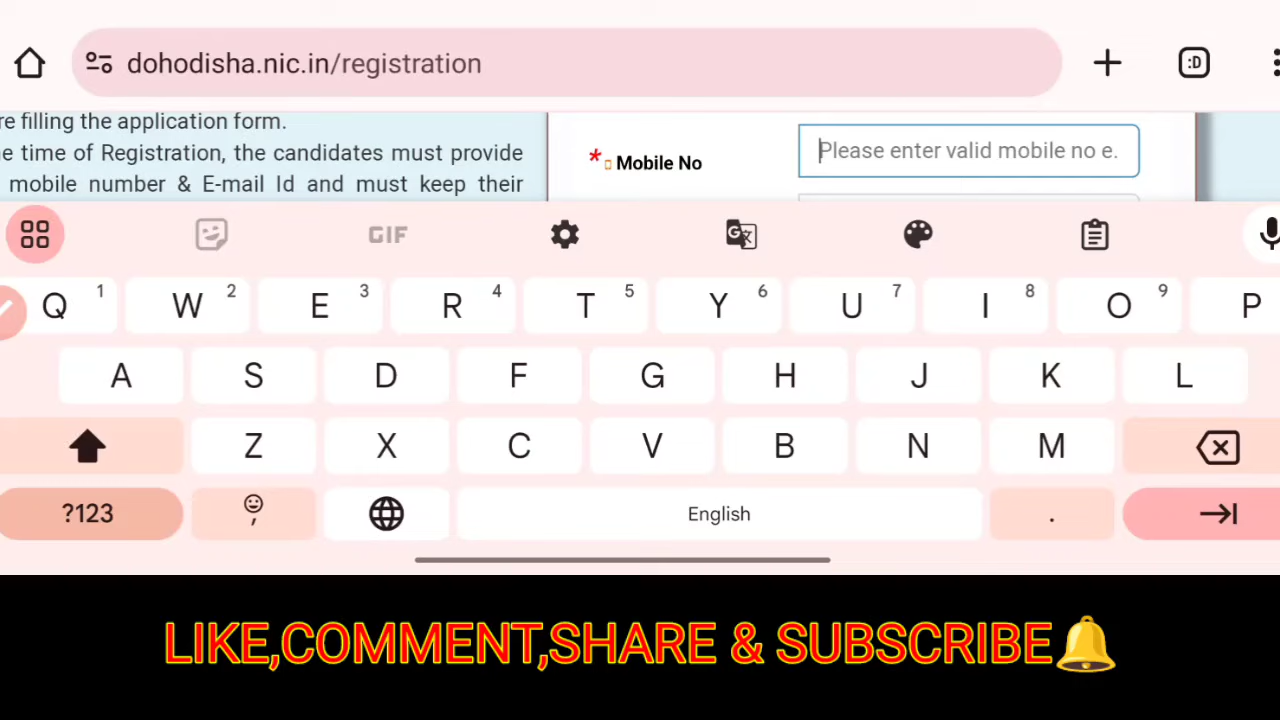 dohodisha.nic.in/registration
:D
re filling the application form.
e time of Registration, the candidates must provide
mobile number & E-mail Id and must keep their
* Mobile No
Please enter valid mobile no e.
GIF
G
Q 1 W 2 E 3 R 4 T 5 Y 6 U 7 I 8 O 9 P
A S D F G H J K L
Z X C V B N M
?123 , English .
LIKE,COMMENT,SHARE & SUBSCRIBE🔔